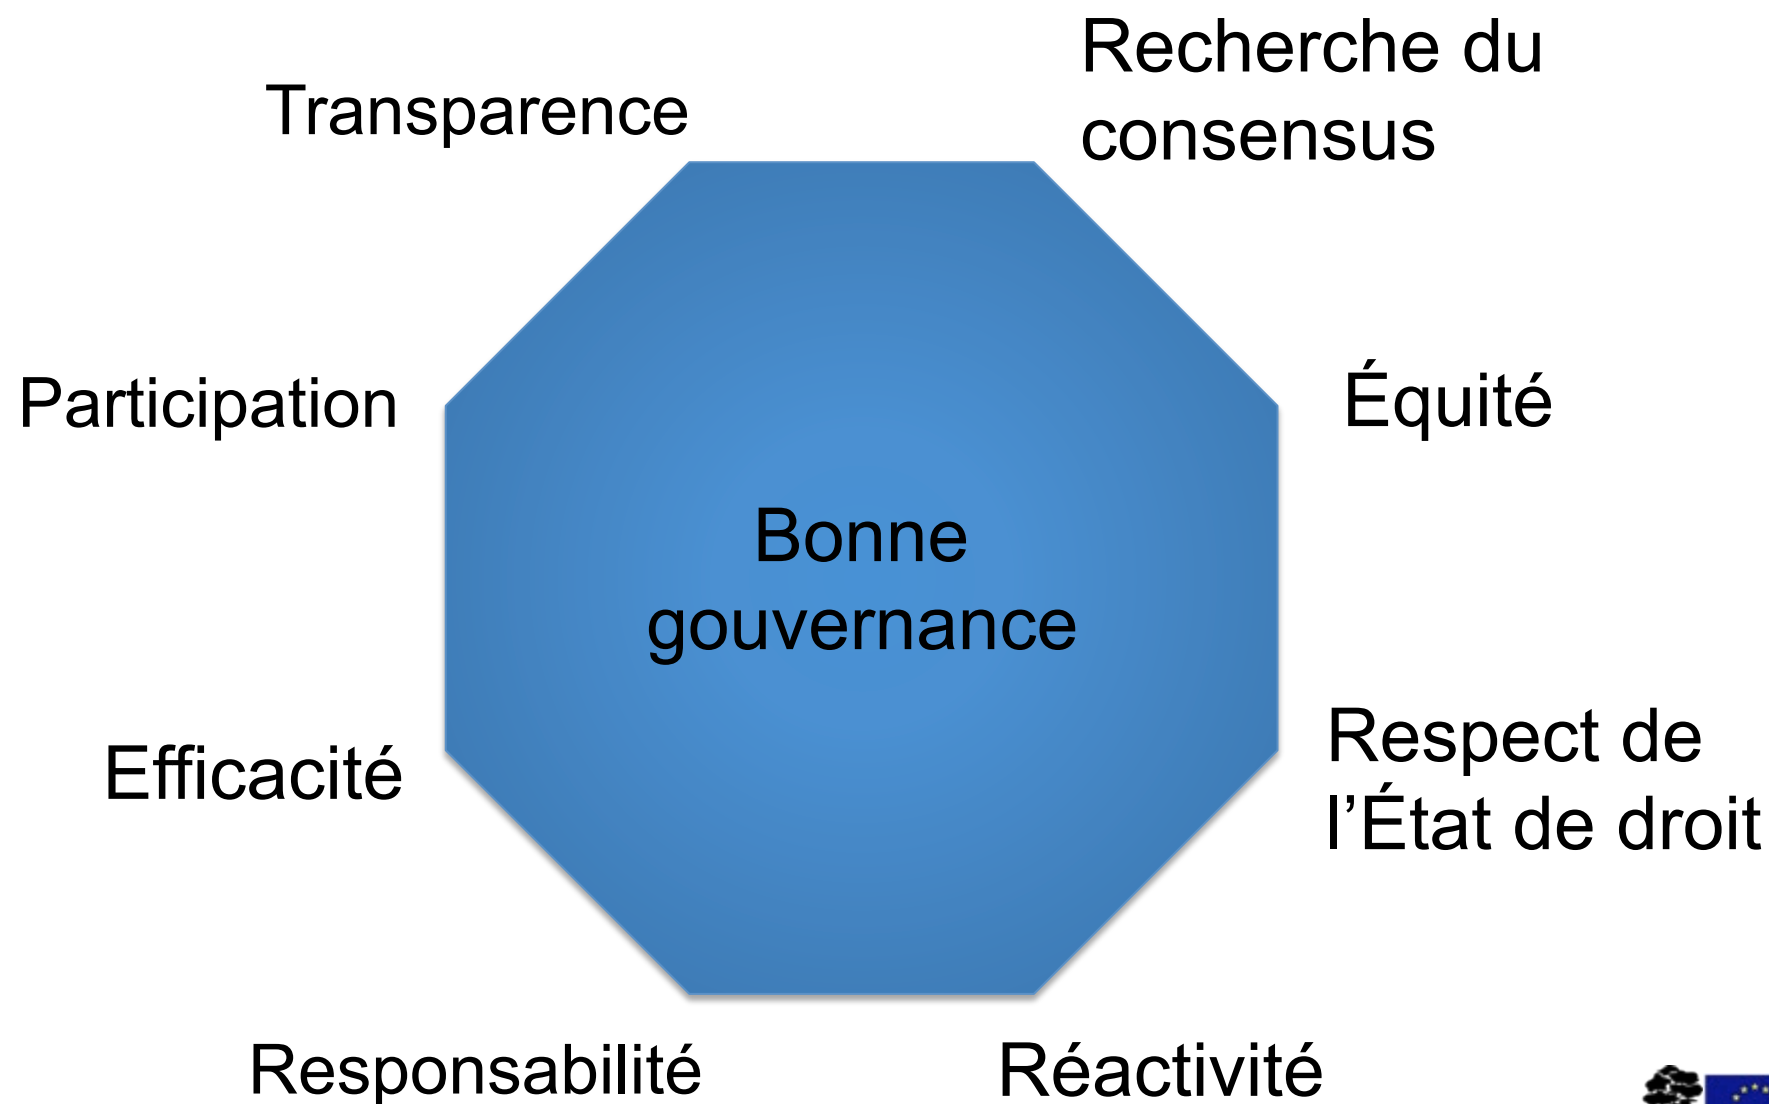 Recherche du
consensus
Transparence
Participation
Équité
Bonne
gouvernance
Efficacité
Respect de
l’État de droit
Responsabilité
Réactivité